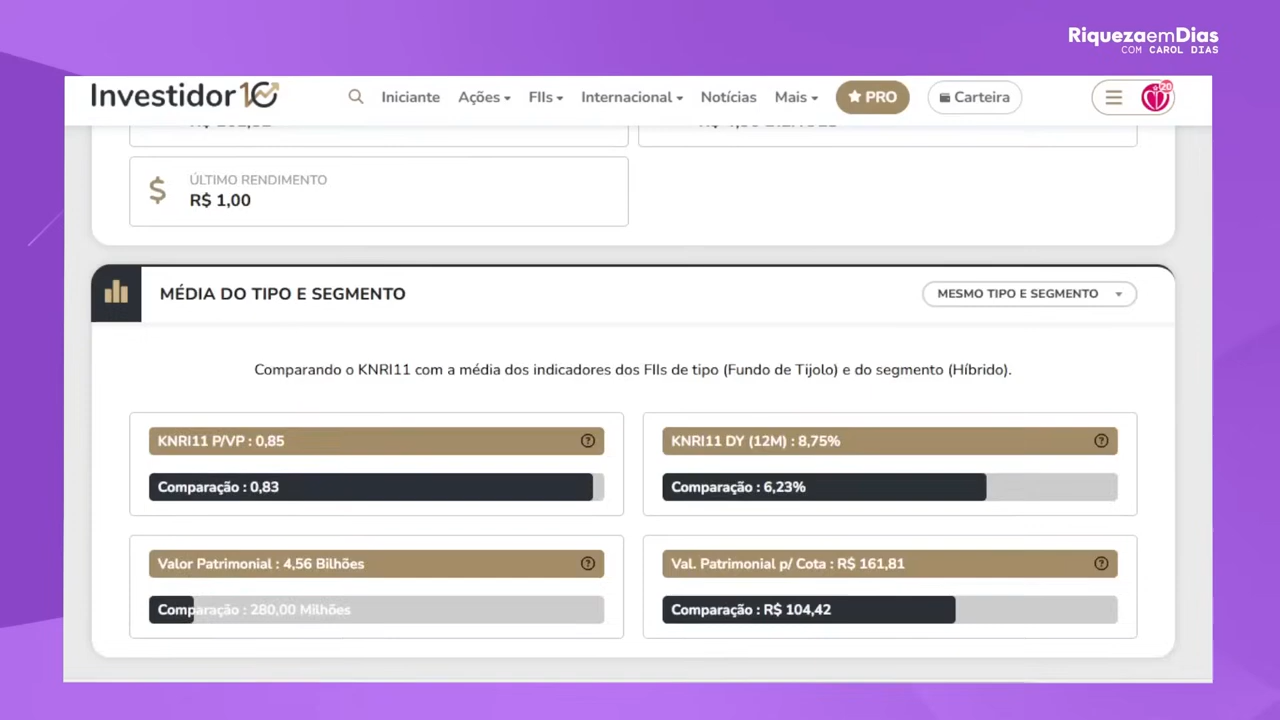 RiquezaemDias
COM CAROL DIAS
Investidor10
Iniciante
Ações
FIIs
Internacional
Notícias
Mais
PRO
Carteira
20
ÚLTIMO RENDIMENTO
R$ 1,00
MÉDIA DO TIPO E SEGMENTO
MESMO TIPO E SEGMENTO
Comparando o KNRI11 com a média dos indicadores dos FIIs de tipo (Fundo de Tijolo) e do segmento (Híbrido).
KNRI11 P/VP : 0,85
Comparação : 0,83
KNRI11 DY (12M) : 8,75%
Comparação : 6,23%
Valor Patrimonial : 4,56 Bilhões
Comparação : 280,00 Milhões
Val. Patrimonial p/ Cota : R$ 161,81
Comparação : R$ 104,42